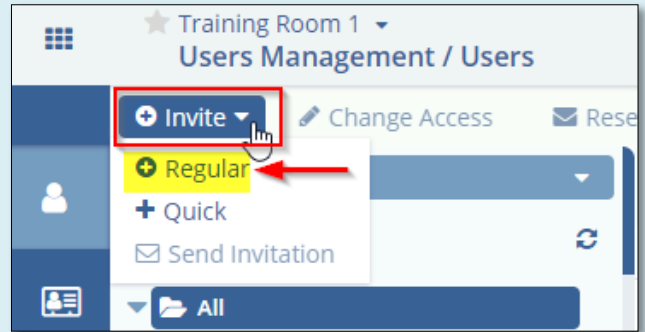 Training Room 1
Users Management / Users
Invite
Change Access
Rese
Regular
Quick
Send Invitation
All